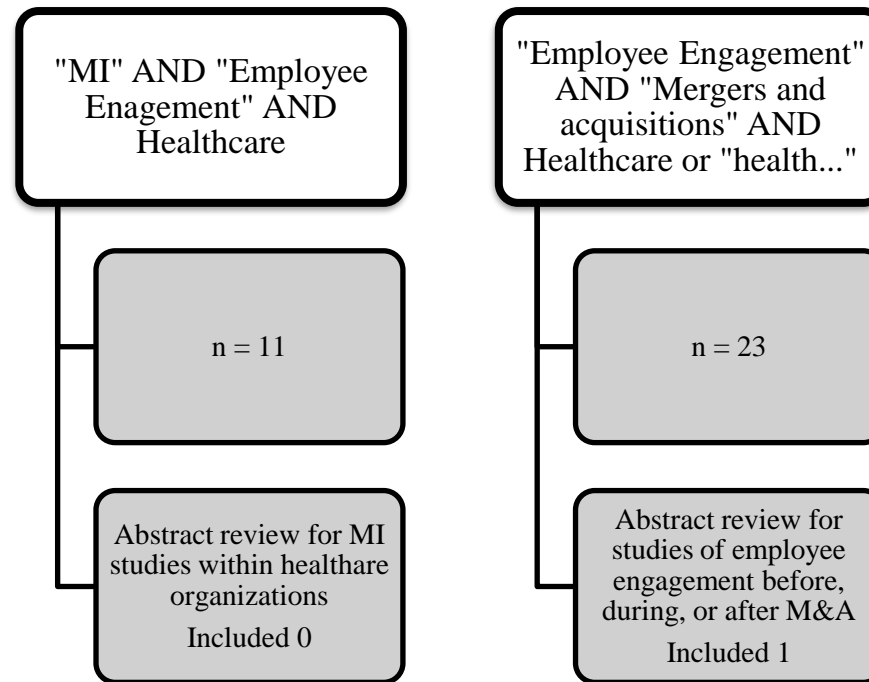 "MI" AND "Employee
Enagement" AND
Healthcare
n = 11
Abstract review for MI
studies within healthare
organizations
Included 0
"Employee Engagement"
AND "Mergers and
acquisitions" AND
Healthcare or "health..."
n = 23
Abstract review for
studies of employee
engagement before,
during, or after M&A
Included 1